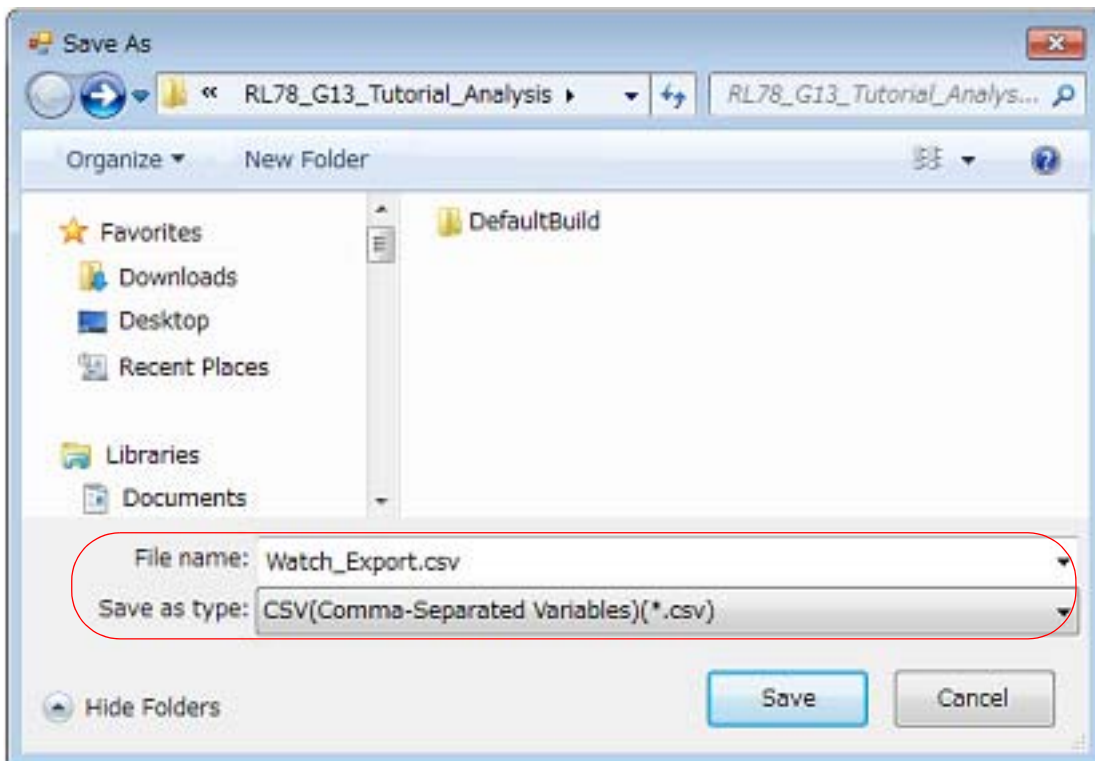 Save As
« RL78_G13_Tutorial_Analysis
RL78_G13_Tutorial_Analys...
Organize New Folder
Favorites
Downloads
Desktop
Recent Places
Libraries
Documents
DefaultBuild
File name: Watch_Export.csv
Save as type: CSV(Comma-Separated Variables)(*.csv)
Hide Folders
Save
Cancel